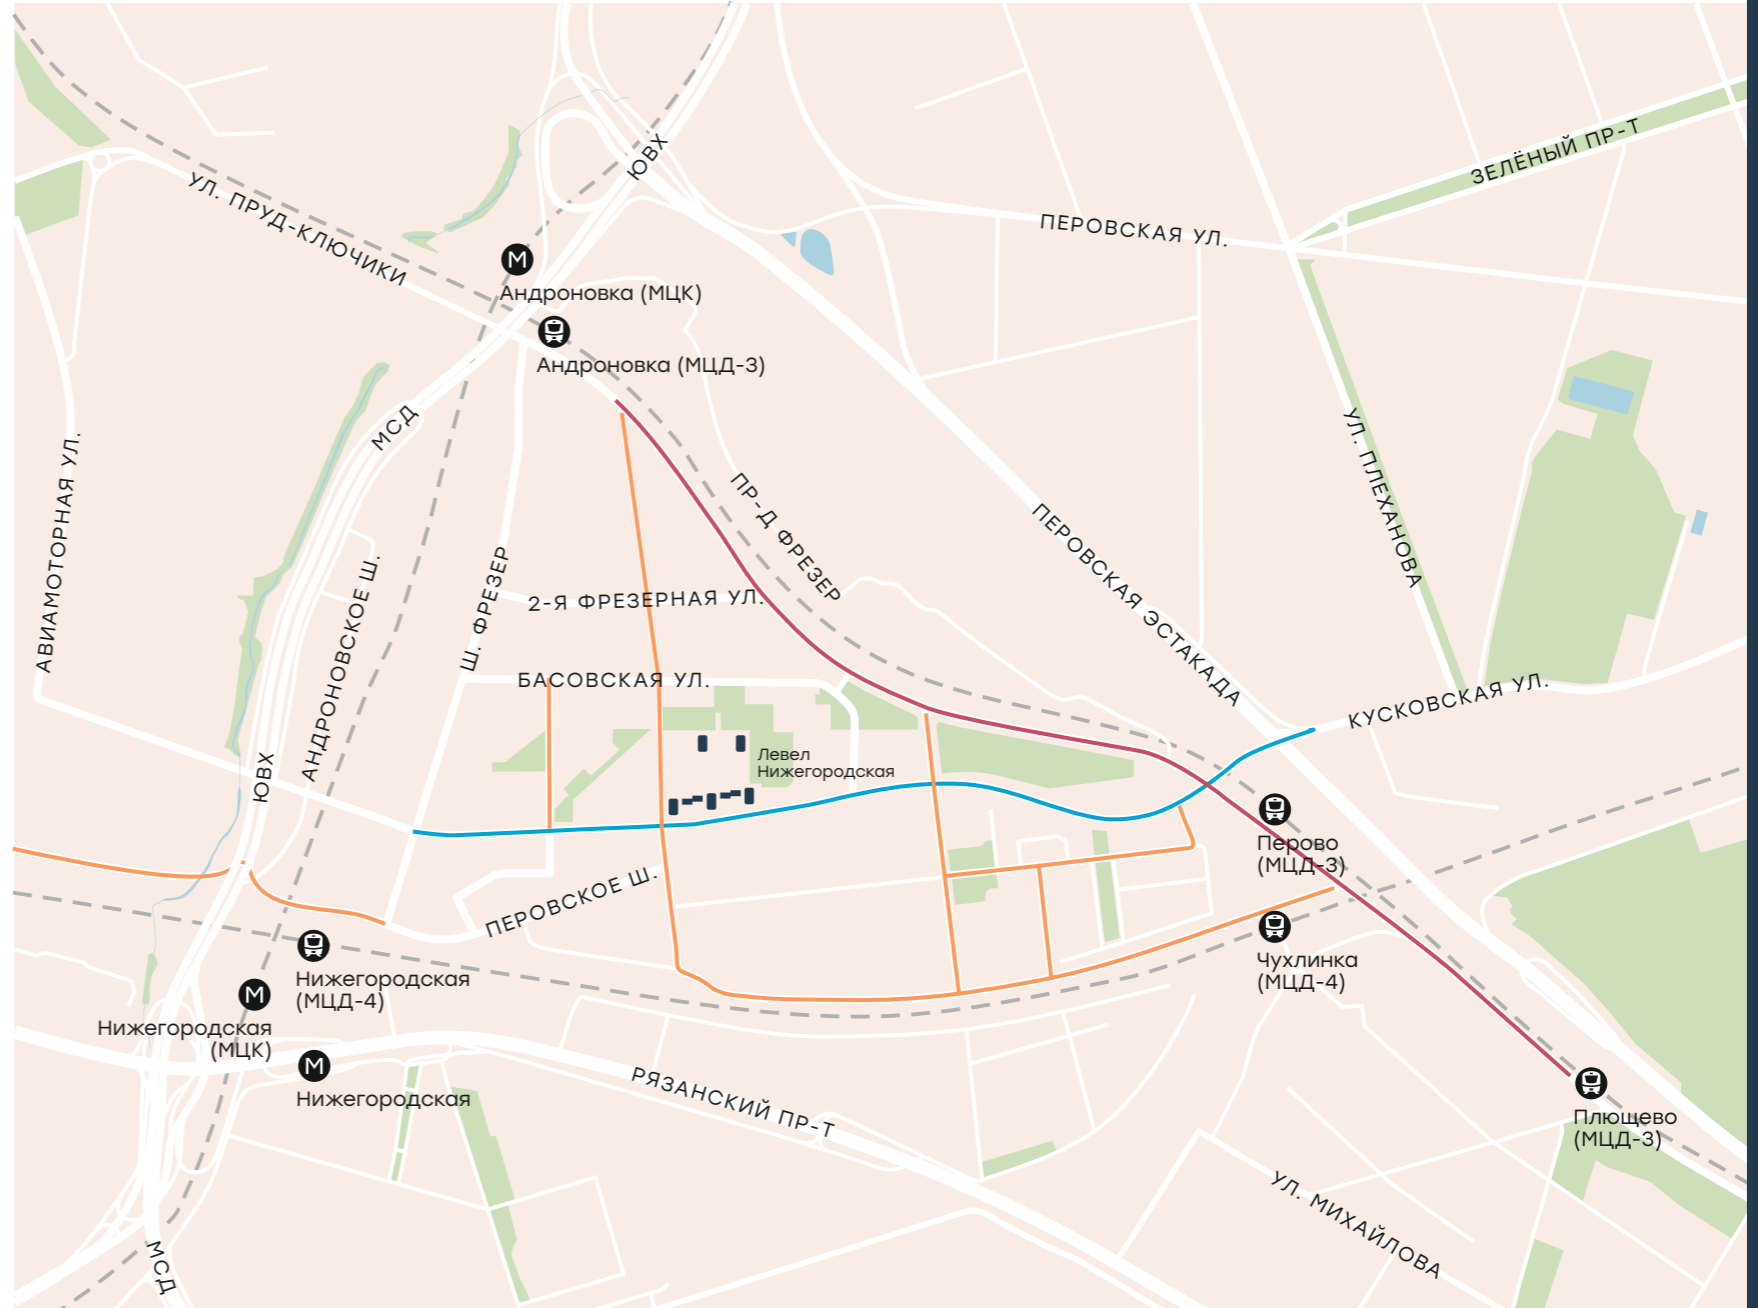 ЮВХ
ЗЕЛЁНЫЙ ПР-Т
УЛ. ПРУД-КЛЮЧИКИ
ПЕРОВСКАЯ УЛ.
М
Андроновка (МЦК)
Андроновка (МЦД-3)
МСД
АВИАМОТОРНАЯ УЛ.
УЛ. ПЛЕХАНОВА
ПР-Д ФРЕЗЕР
ПЕРОВСКАЯ ЭСТАКАДА
АНДРОНОВСКОЕ Ш.
Ш. ФРЕЗЕР
2-Я ФРЕЗЕРНАЯ УЛ.
БАСОВСКАЯ УЛ.
КУСКОВСКАЯ УЛ.
ЮВХ
Левел
Нижегородская
Перово
(МЦД-3)
ПЕРОВСКОЕ Ш.
Чухлинка
(МЦД-4)
Нижегородская
(МЦД-4)
М
Нижегородская
(МЦК)
М
Нижегородская
РЯЗАНСКИЙ ПР-Т
Плющево
(МЦД-3)
УЛ. МИХАЙЛОВА
МСД